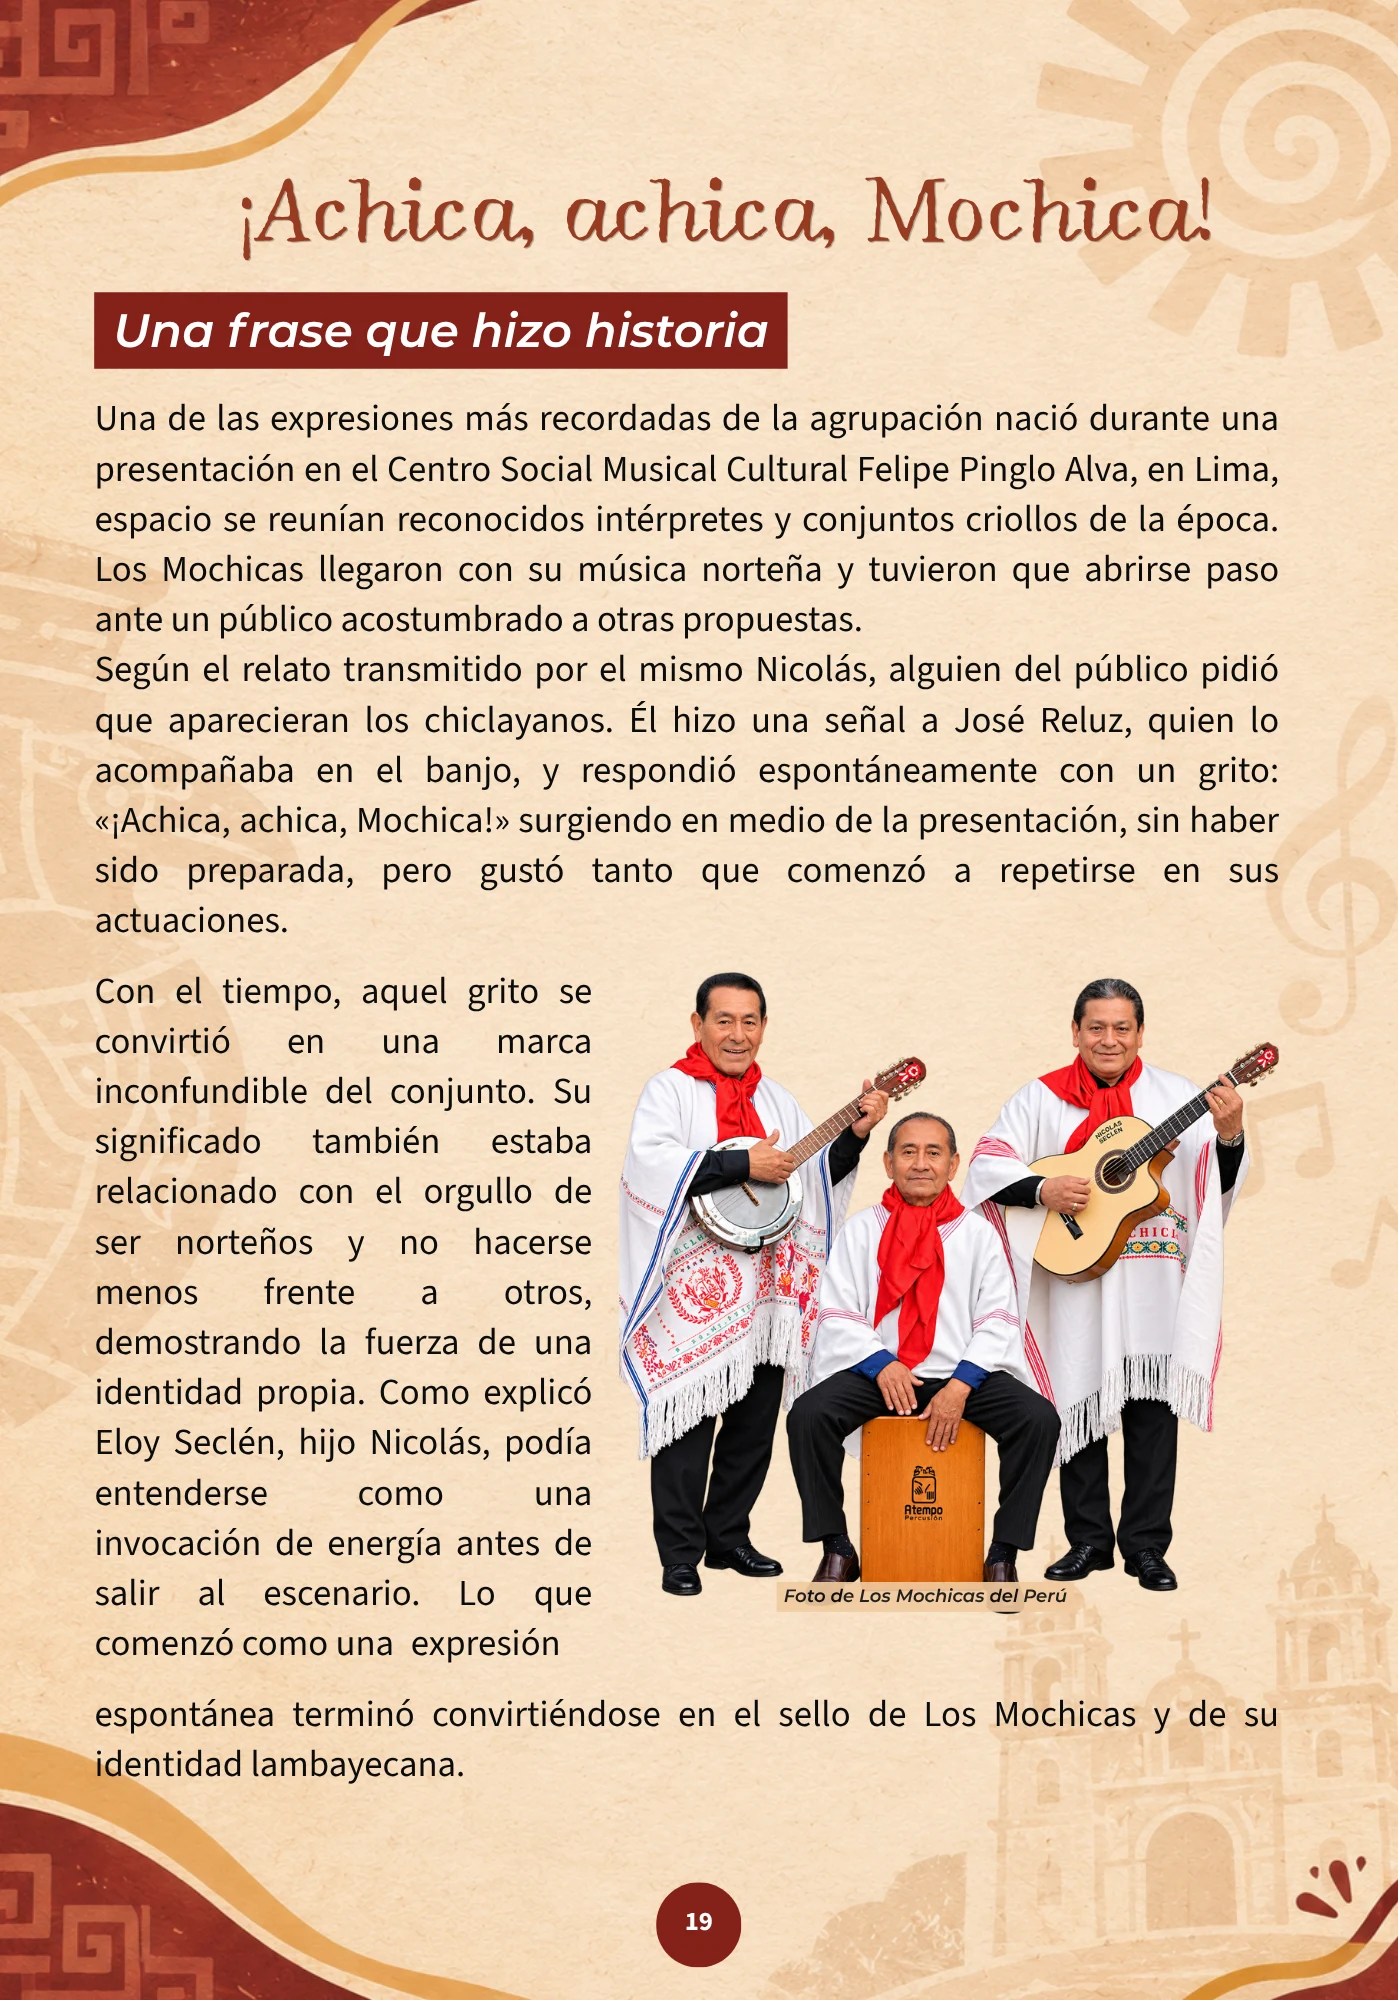 ¡Achica, achica, Mochica!
Una frase que hizo historia
Una de las expresiones más recordadas de la agrupación nació durante una
presentación en el Centro Social Musical Cultural Felipe Pinglo Alva, en Lima,
espacio se reunían reconocidos intérpretes y conjuntos criollos de la época.
Los Mochicas llegaron con su música norteña y tuvieron que abrirse paso
ante un público acostumbrado a otras propuestas.
Según el relato transmitido por el mismo Nicolás, alguien del público pidió
que aparecieran los chiclayanos. Él hizo una señal a José Reluz, quien lo
acompañaba en el banjo, y respondió espontáneamente con un grito:
«¡Achica, achica, Mochica!» surgiendo en medio de la presentación, sin haber
sido preparada, pero gustó tanto que comenzó a repetirse en sus
actuaciones.
Con el tiempo, aquel grito se
convirtió en una marca
inconfundible del conjunto. Su
significado también estaba
relacionado con el orgullo de
ser norteños y no hacerse
menos frente a otros,
demostrando la fuerza de una
identidad propia. Como explicó
Eloy Seclén, hijo Nicolás, podía
entenderse como una
invocación de energía antes de
salir al escenario. Lo que
comenzó como una expresión
NICOLAS
SECLEN
CHICL
Atempo
Percusión
Foto de Los Mochicas del Perú
espontánea terminó convirtiéndose en el sello de Los Mochicas y de su
identidad lambayecana.
19